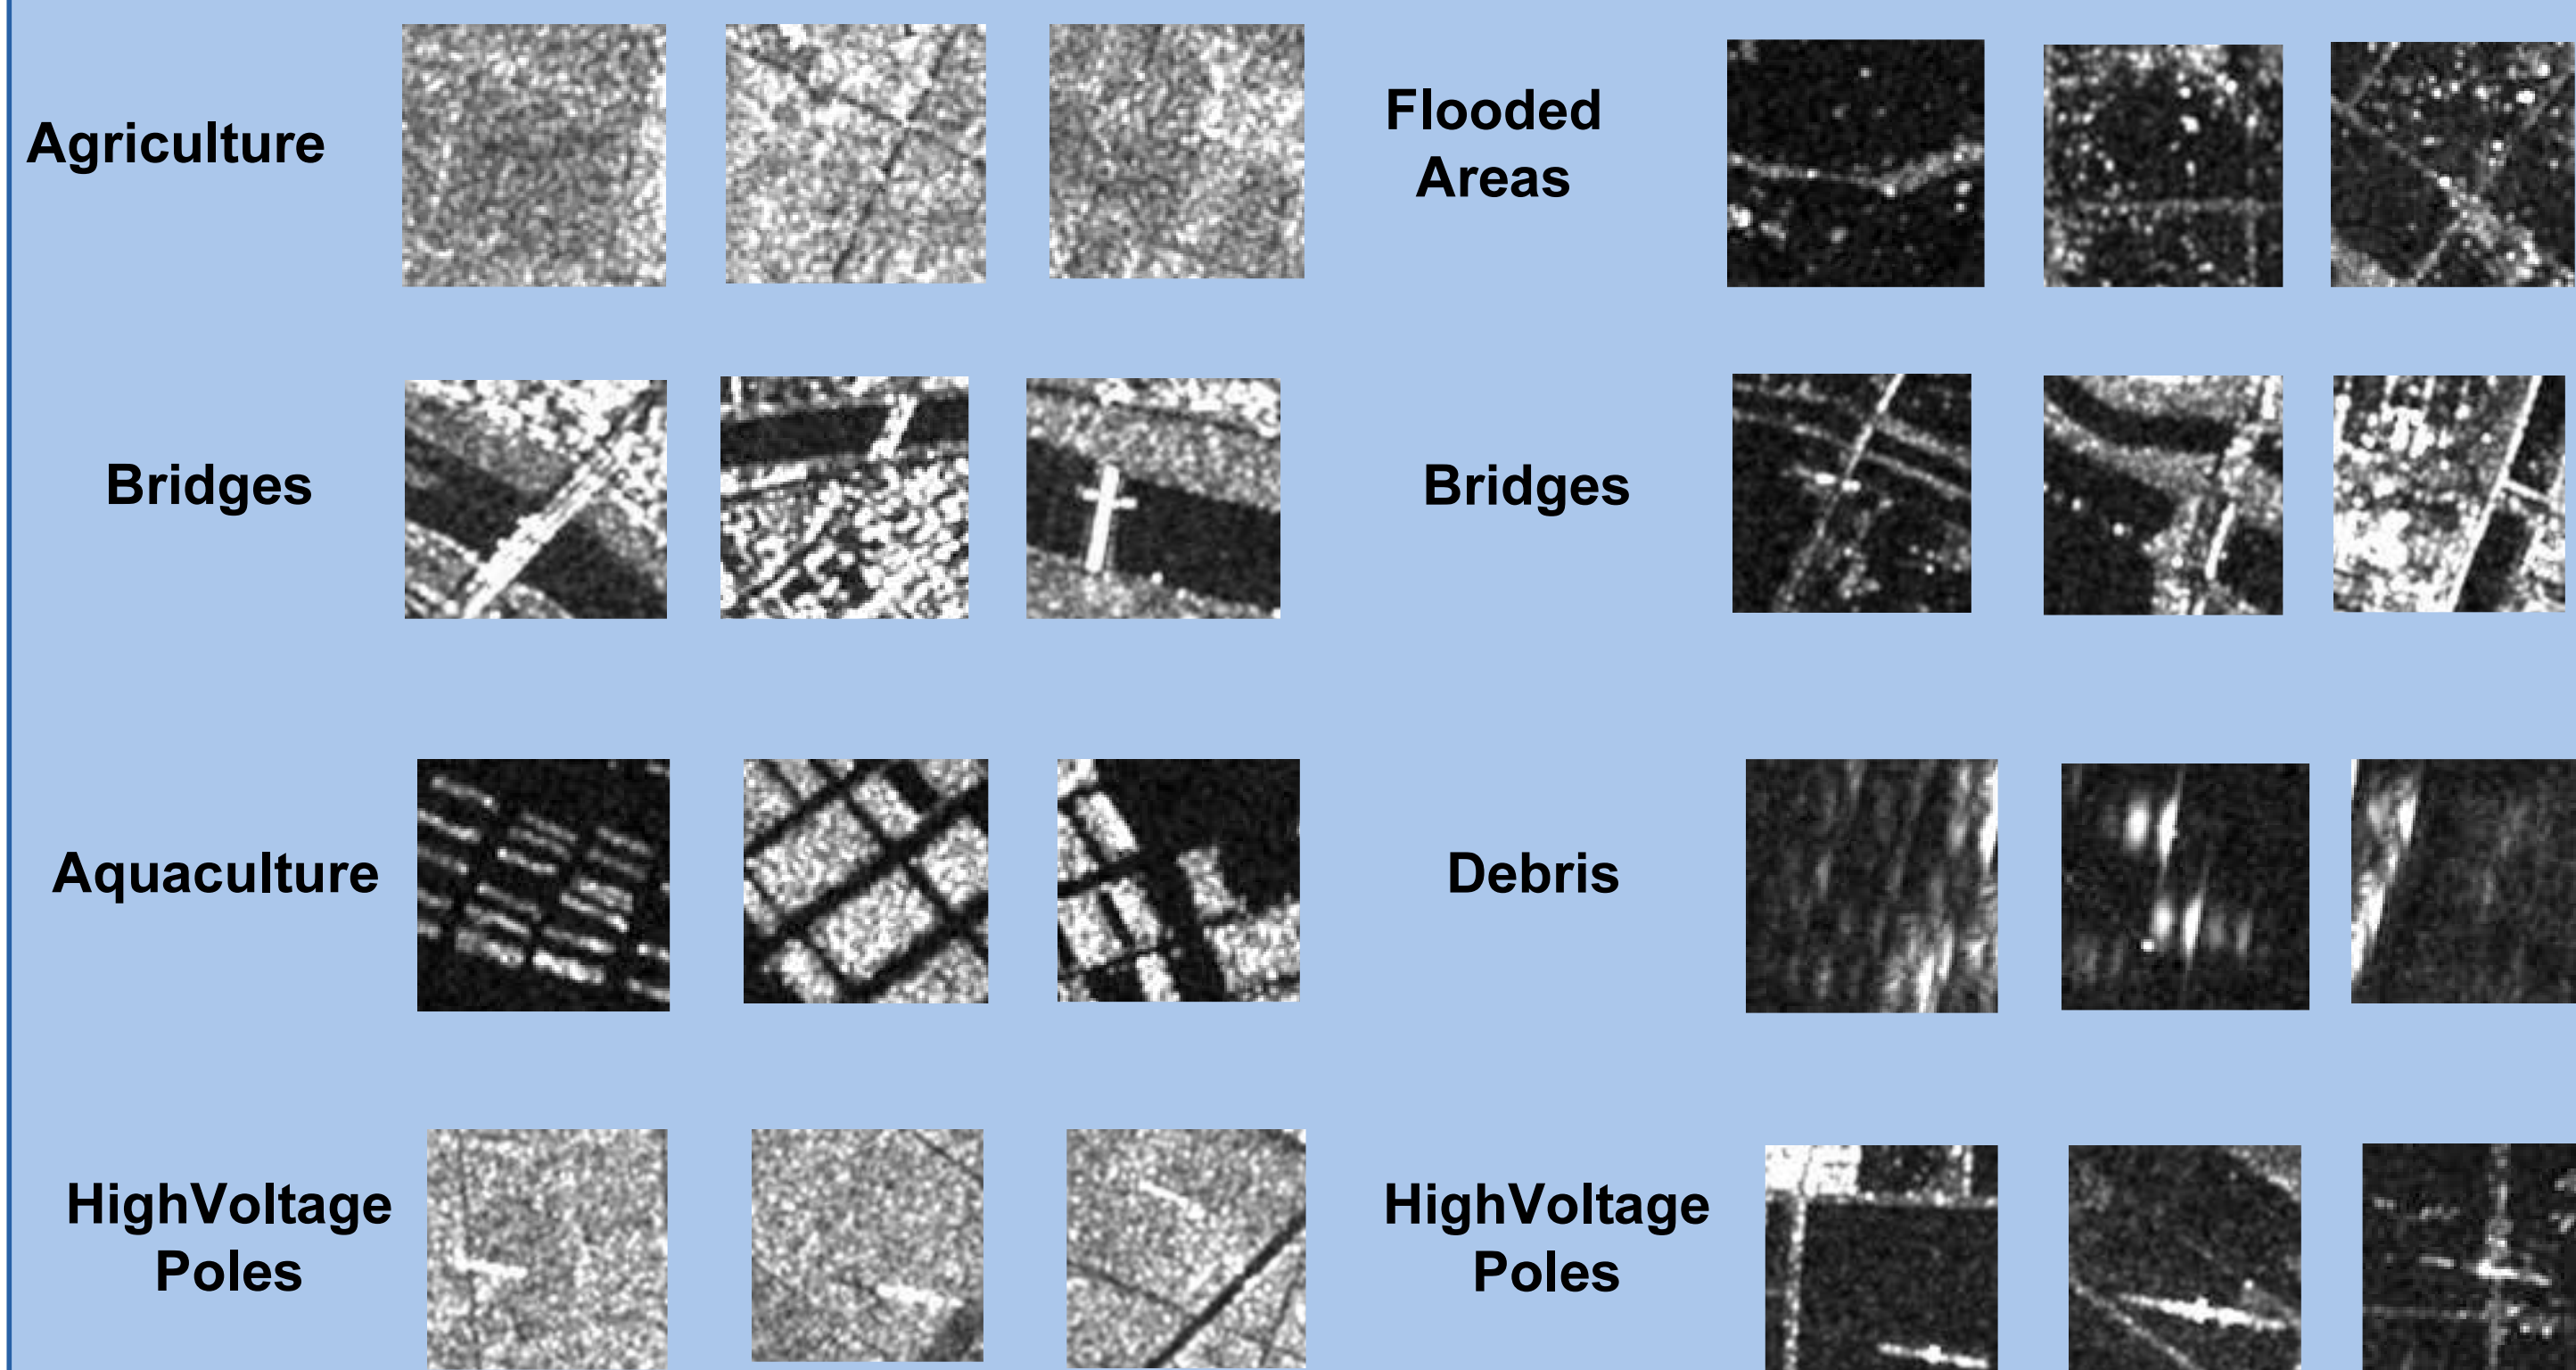 Agriculture
Flooded
Areas
Bridges
Bridges
Aquaculture
Debris
HighVoltage
Poles
HighVoltage
Poles